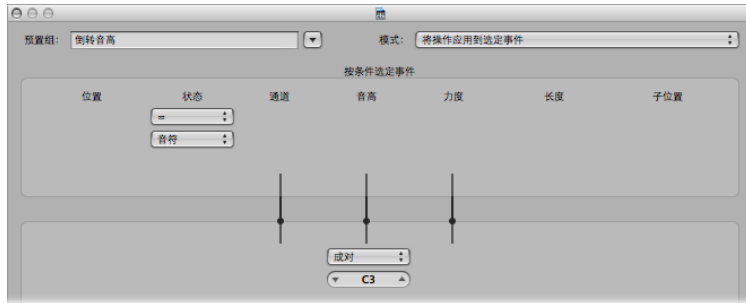 预置组: 倒转音高 模式: 将操作应用到选定事件
按条件选定事件
位置 状态 通道 音高 力度 长度 子位置
=
音符
成对
C3